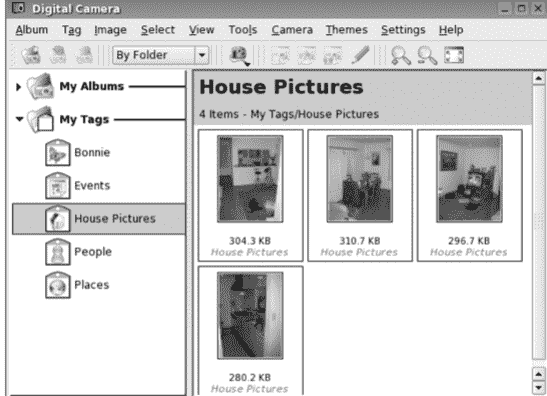 Digital Camera
Album Tag Image Select View Tools Camera Themes Settings Help
By Folder
My Albums
My Tags
Bonnie
Events
House Pictures
People
Places
House Pictures
4 Items - My Tags/House Pictures
304.3 KB
House Pictures
310.7 KB
House Pictures
296.7 KB
House Pictures
280.2 KB
House Pictures